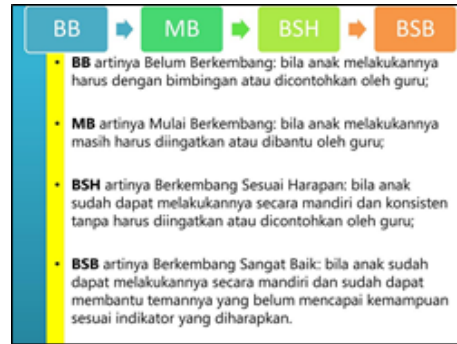 BB MB BSH BSB
• BB artinya Belum Berkembang: bila anak melakukannya
harus dengan bimbingan atau dicontohkan oleh guru;
• MB artinya Mulai Berkembang: bila anak melakukannya
masih harus diingatkan atau dibantu oleh guru;
• BSH artinya Berkembang Sesuai Harapan: bila anak
sudah dapat melakukannya secara mandiri dan konsisten
tanpa harus diingatkan atau dicontohkan oleh guru;
• BSB artinya Berkembang Sangat Baik: bila anak sudah
dapat melakukannya secara mandiri dan sudah dapat
membantu temannya yang belum mencapai kemampuan
sesuai indikator yang diharapkan.